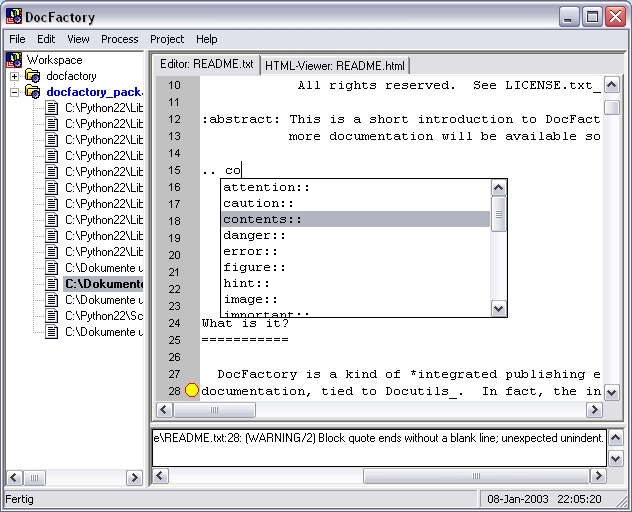 DocFactory
File Edit View Process Project Help
Workspace
docfactory
docfactory_pack
C:\Python22\Lib
C:\Python22\Lib
C:\Python22\Lib
C:\Python22\Lib
C:\Python22\Lib
C:\Python22\Lib
C:\Python22\Lib
C:\Python22\Lib
C:\Python22\Lib
C:\Python22\Lib
C:\Dokumente u
C:\Dokumente
C:\Dokumente u
C:\Python22\Sc
C:\Dokumente u
Editor: README.txt HTML-Viewer: README.html
10 All rights reserved. See LICENSE.txt_
11
12 :abstract: This is a short introduction to DocFact
13 more documentation will be available so
14
15 .. co
16 attention::
17 caution::
18 contents::
19 danger::
20 error::
21 figure::
22 hint::
23 image::
important::
24 What is it?
25 ===========
26
27 DocFactory is a kind of *integrated publishing e
28 documentation, tied to Docutils_. In fact, the in
e\README.txt:28: (WARNING/2) Block quote ends without a blank line; unexpected unindent.
Fertig 08-Jan-2003 22:05:20